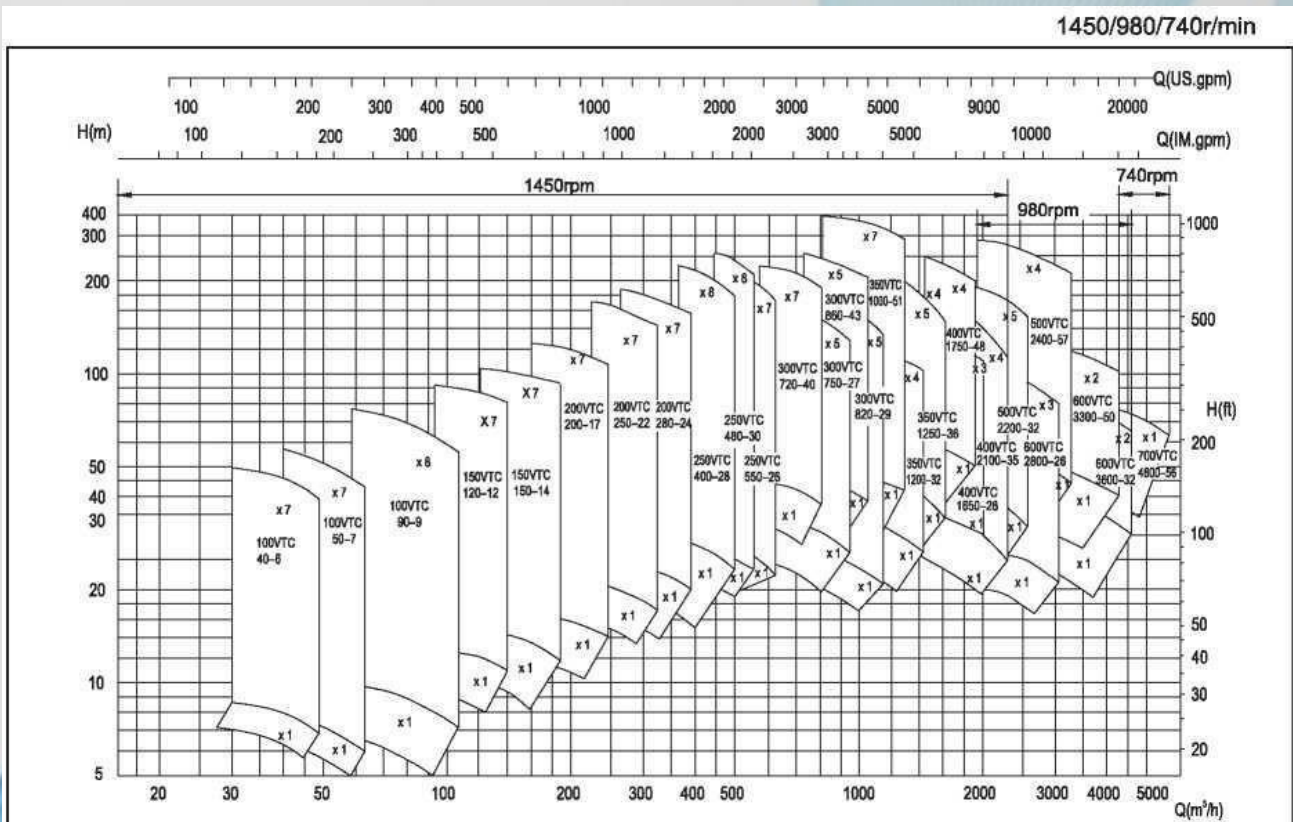 1450/980/740r/min
Q(US.gpm)
100 200 300 400 500 1000 2000 3000 5000 9000 20000
H(m)
100 200 300 500 1000 2000 3000 5000 10000
Q(IM.gpm)
1450rpm
740rpm
980rpm
400
300
200
100
50
40
30
20
10
5
1000
500
H(ft)
200
100
50
40
30
20
x7
100VTC
40-6
x1
x7
100VTC
50-7
x1
x6
100VTC
90-9
x1
x7
150VTC
120-12
x1
x7
150VTC
150-14
x1
x7
200VTC
200-17
x1
x7
200VTC
250-22
x1
x7
200VTC
280-24
x1
x8
250VTC
400-28
x1
x8
250VTC
480-30
x1
x7
250VTC
550-25
x1
x7
300VTC
720-40
x1
x5
300VTC
750-27
x1
x5
300VTC
860-43
x1
x5
300VTC
820-29
x1
x7
350VTC
1000-51
x1
x4
350VTC
1200-32
x1
x5
350VTC
1250-36
x1
x4
x4
400VTC
1750-48
x1
x3
400VTC
1650-26
x1
x4
400VTC
2100-35
x1
x5
500VTC
2200-32
x1
x4
500VTC
2400-57
x1
x3
600VTC
2800-26
x1
x2
600VTC
3300-50
x1
x2
600VTC
3600-32
x1
x1
700VTC
4800-56
20 30 50 100 200 300 400 500 1000 2000 3000 4000 5000
Q(m³/h)